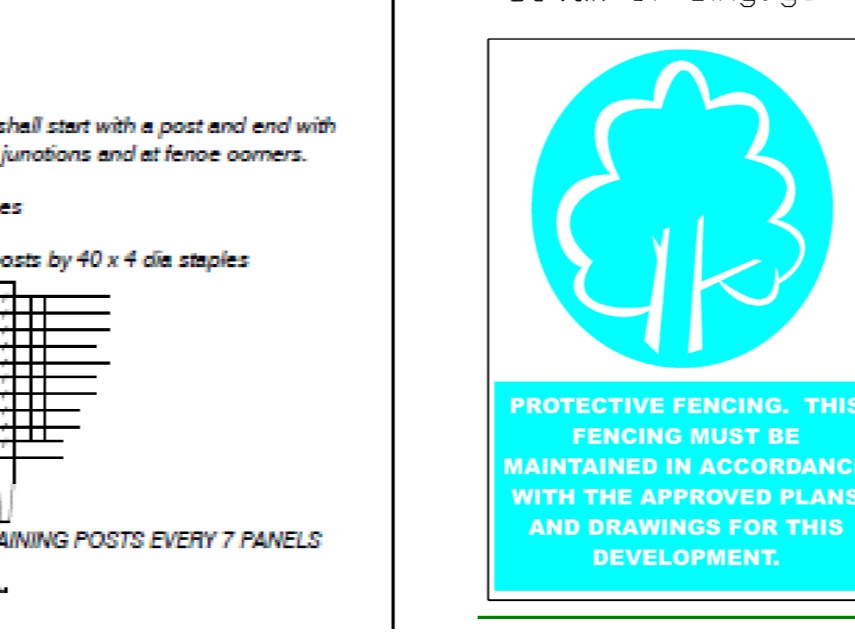 shall start with a post and end with
junctions and at fence corners.
es
osts by 40 x 4 dia staples
AINING POSTS EVERY 7 PANELS
PROTECTIVE FENCING. THIS
FENCING MUST BE
MAINTAINED IN ACCORDANCE
WITH THE APPROVED PLANS
AND DRAWINGS FOR THIS
DEVELOPMENT.